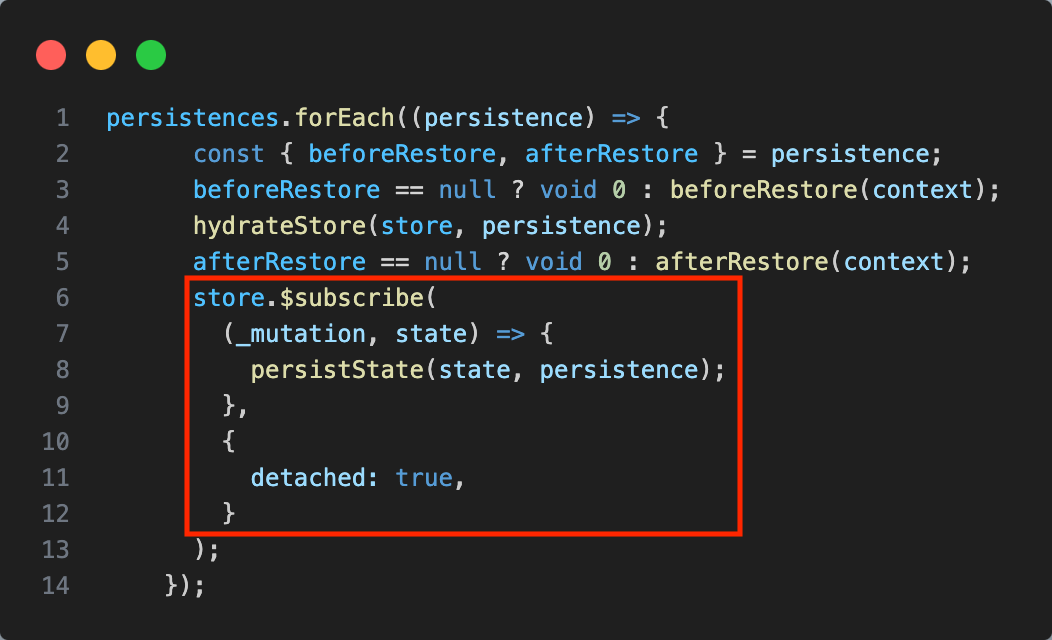 1 persistences.forEach((persistence) => {
2 const { beforeRestore, afterRestore } = persistence;
3 beforeRestore == null ? void 0 : beforeRestore(context);
4 hydrateStore(store, persistence);
5 afterRestore == null ? void 0 : afterRestore(context);
6 store.$subscribe(
7 (_mutation, state) => {
8 persistState(state, persistence);
9 },
10 {
11 detached: true,
12 }
13 );
14 });